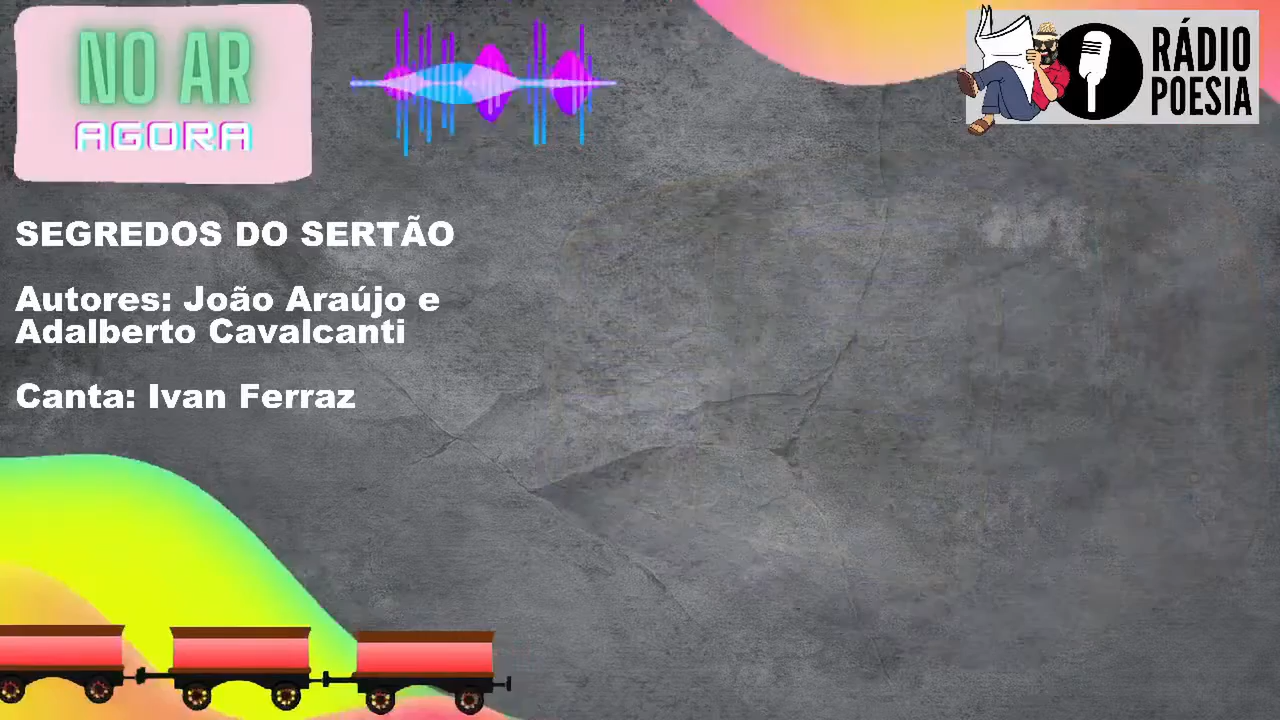 NO AR
AGORA
RÁDIO
POESIA
SEGREDOS DO SERTÃO
Autores: João Araújo e
Adalberto Cavalcanti
Canta: Ivan Ferraz